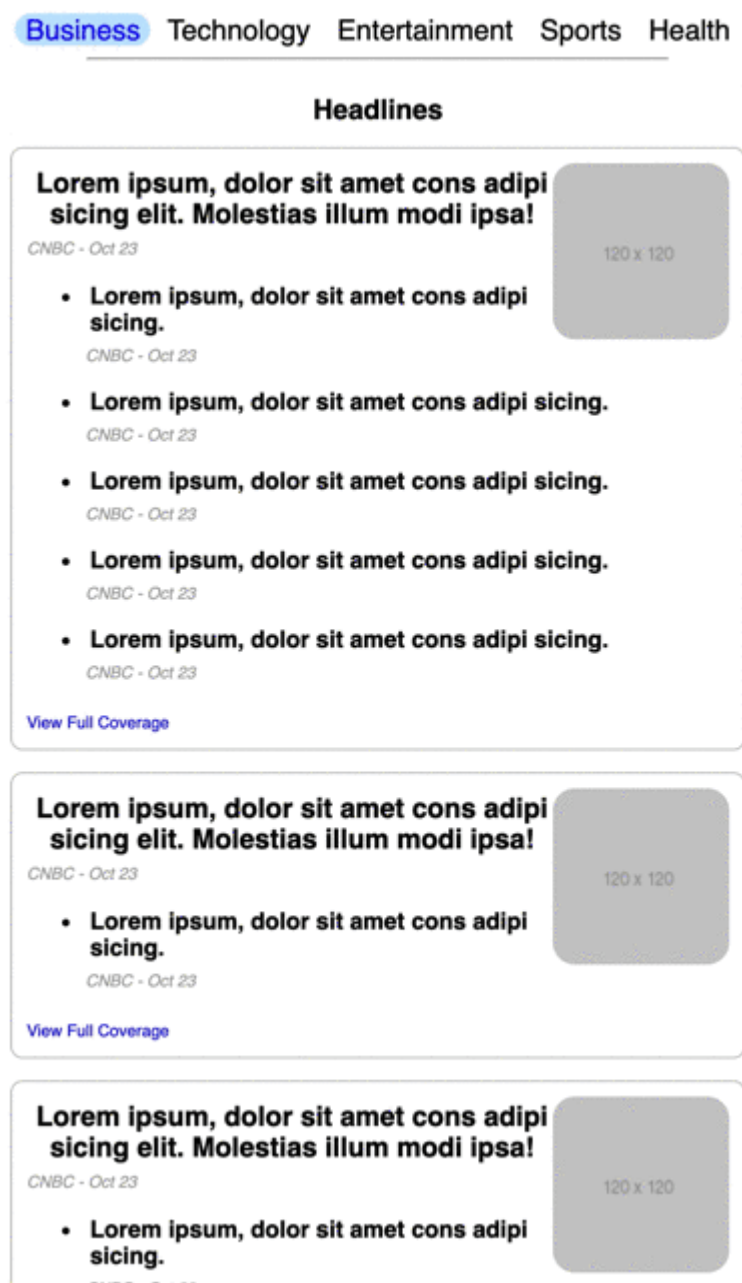 Business Technology Entertainment Sports Health
Headlines
Lorem ipsum, dolor sit amet cons adipi
sicing elit. Molestias illum modi ipsa!
CNBC - Oct 23
120 x 120
• Lorem ipsum, dolor sit amet cons adipi
sicing.
CNBC - Oct 23
• Lorem ipsum, dolor sit amet cons adipi sicing.
CNBC - Oct 23
• Lorem ipsum, dolor sit amet cons adipi sicing.
CNBC - Oct 23
• Lorem ipsum, dolor sit amet cons adipi sicing.
CNBC - Oct 23
• Lorem ipsum, dolor sit amet cons adipi sicing.
CNBC - Oct 23
View Full Coverage
Lorem ipsum, dolor sit amet cons adipi
sicing elit. Molestias illum modi ipsa!
CNBC - Oct 23
120 x 120
• Lorem ipsum, dolor sit amet cons adipi
sicing.
CNBC - Oct 23
View Full Coverage
Lorem ipsum, dolor sit amet cons adipi
sicing elit. Molestias illum modi ipsa!
CNBC - Oct 23
120 x 120
• Lorem ipsum, dolor sit amet cons adipi
sicing.